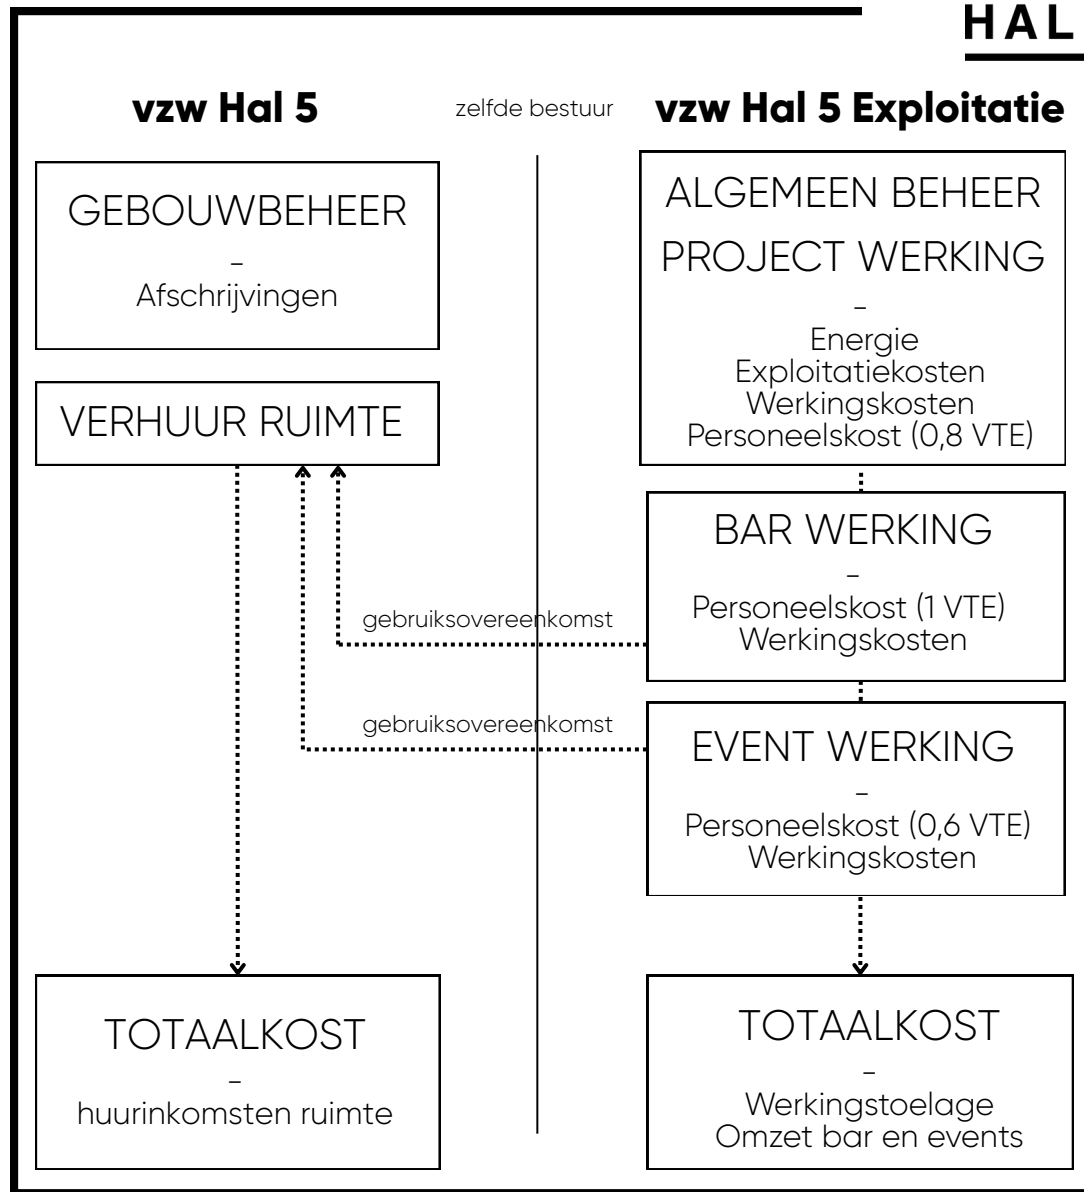 HAL
vzw Hal 5
zelfde bestuur
vzw Hal 5 Exploitatie
GEBOUWBEHEER
-
Afschrijvingen
VERHUUR RUIMTE
ALGEMEEN BEHEER
PROJECT WERKING
-
Energie
Exploitatiekosten
Werkingskosten
Personeelskost (0,8 VTE)
BAR WERKING
-
Personeelskost (1 VTE)
Werkingskosten
gebruiksovereenkomst
gebruiksovereenkomst
EVENT WERKING
-
Personeelskost (0,6 VTE)
Werkingskosten
TOTAALKOST
-
huurinkomsten ruimte
TOTAALKOST
-
Werkingstoelage
Omzet bar en events